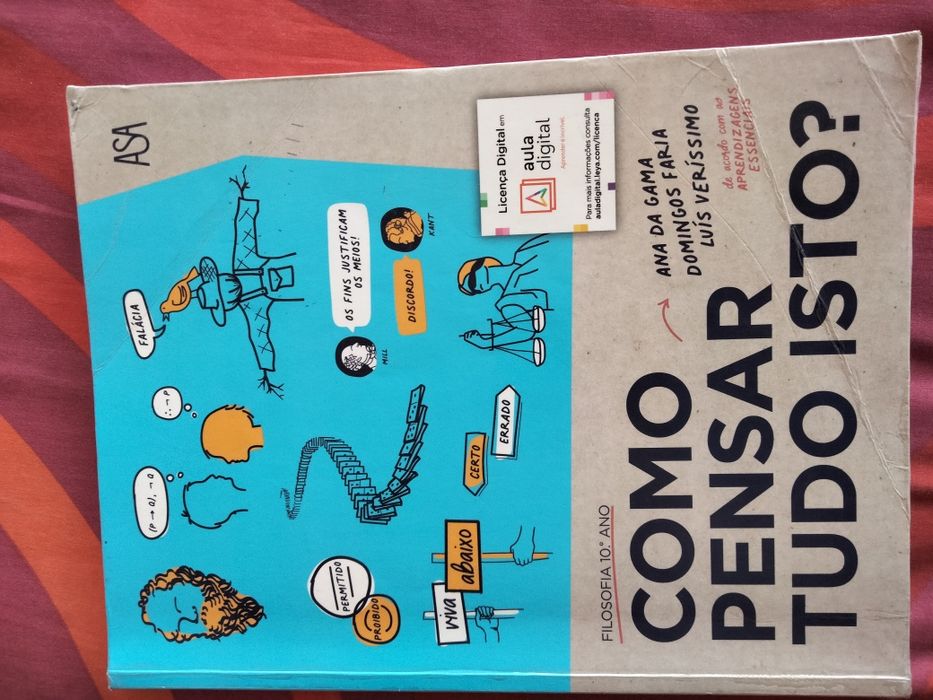 ASA
(P → Q), ¬ Q
∴ ¬ P
FALÁCIA
PERMITIDO
PROIBIDO
OS FINS JUSTIFICAM
OS MEIOS!
MILL
DISCORDO!
KANT
viva
abaixo
CERTO
ERRADO
Licença Digital em
aula
digital
Aprender é incrível.
Para mais informações consulta
auladigital.leya.com/licenca
FILOSOFIA 10.º ANO
COMO
PENSAR
TUDO ISTO?
ANA DA GAMA
DOMINGOS FARIA
LUÍS VERÍSSIMO
de acordo com as
APRENDIZAGENS
ESSENCIAIS